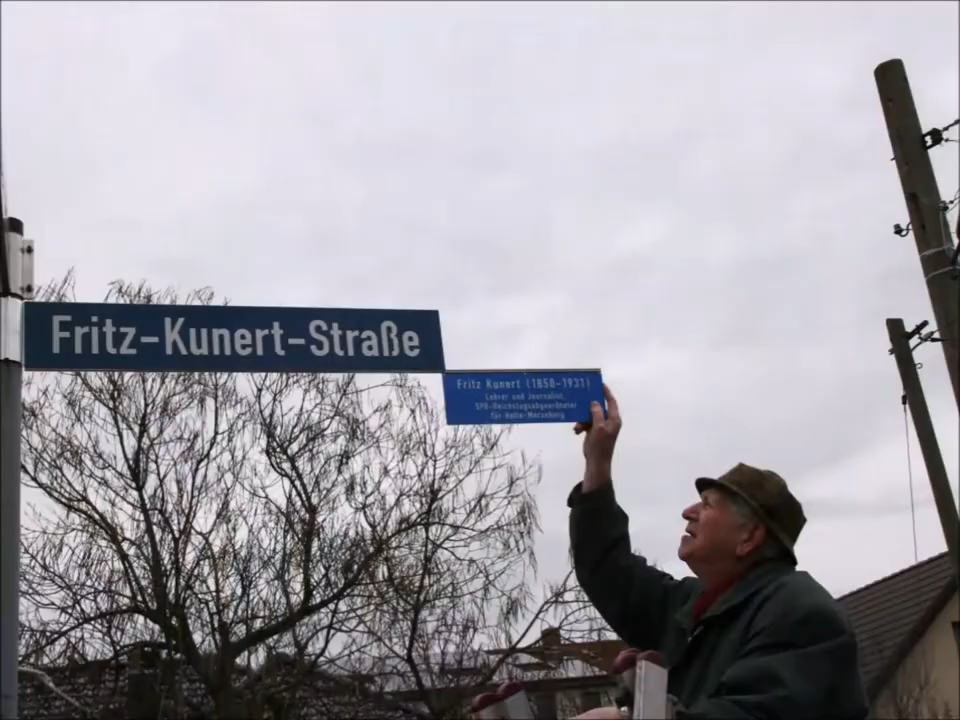 Fritz-Kunert-Straße
Fritz Kunert (1850-1931)
Lehrer und Journalist,
SPD-Reichstagsabgeordneter
für Halle-Merseburg